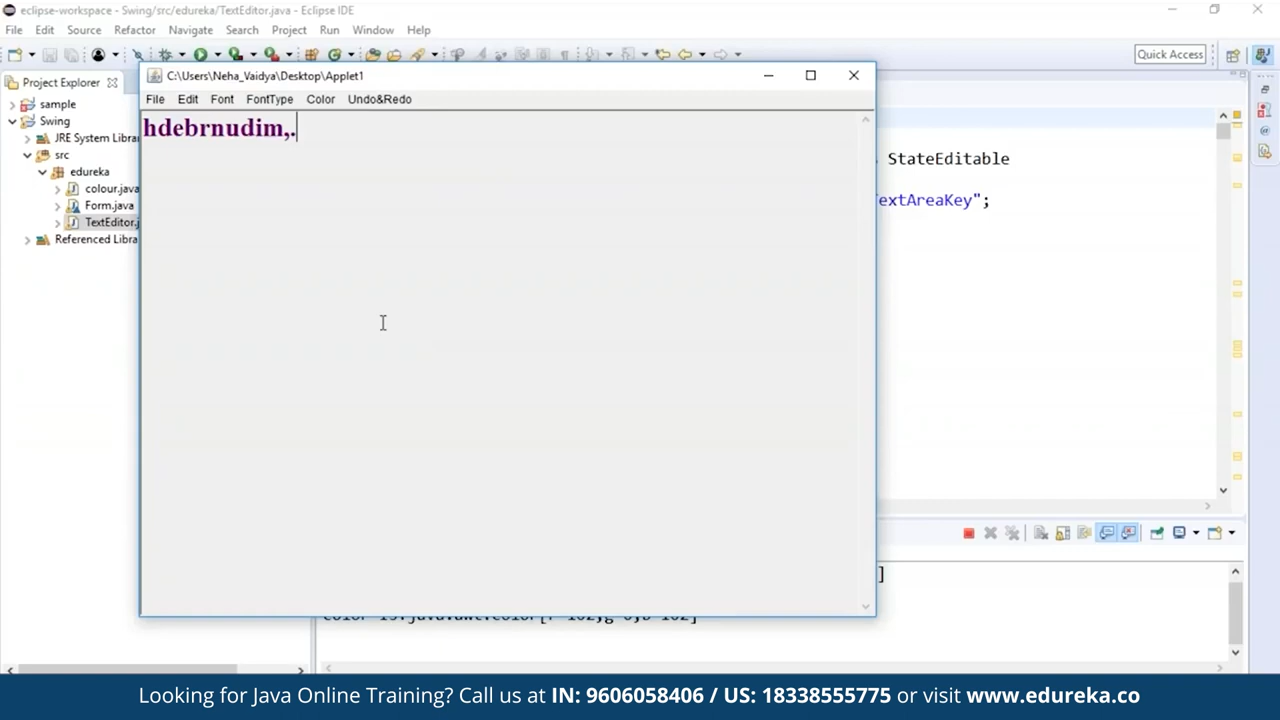 eclipse-workspace - Swing/src/edureka/TextEditor.java - Eclipse IDE
File Edit Source Refactor Navigate Search Project Run Window Help
Quick Access
Project Explorer
C:\Users\Neha_Vaidya\Desktop\Applet1
File Edit Font FontType Color Undo&Redo
hdebrnudim,.
sample
Swing
JRE System Libra
src
edureka
colour.java
Form.java
TextEditor.j
Referenced Libra
StateEditable
TextAreaKey";
]
Looking for Java Online Training? Call us at IN: 9606058406 / US: 18338555775 or visit www.edureka.co